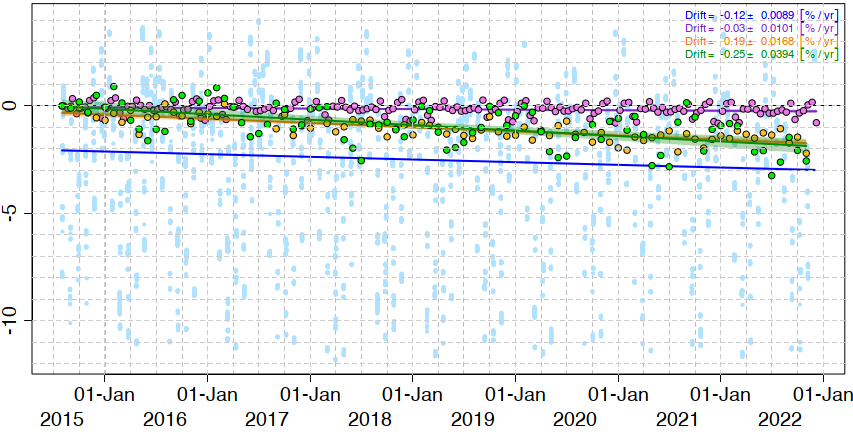 Drift= -0.12± 0.0089 [% / yr]
Drift= -0.03± 0.0101 [% / yr]
Drift= -0.19± 0.0168 [% / yr]
Drift= -0.25± 0.0394 [% / yr]
0
-5
-10
01-Jan 01-Jan 01-Jan 01-Jan 01-Jan 01-Jan 01-Jan 01-Jan
2015 2016 2017 2018 2019 2020 2021 2022